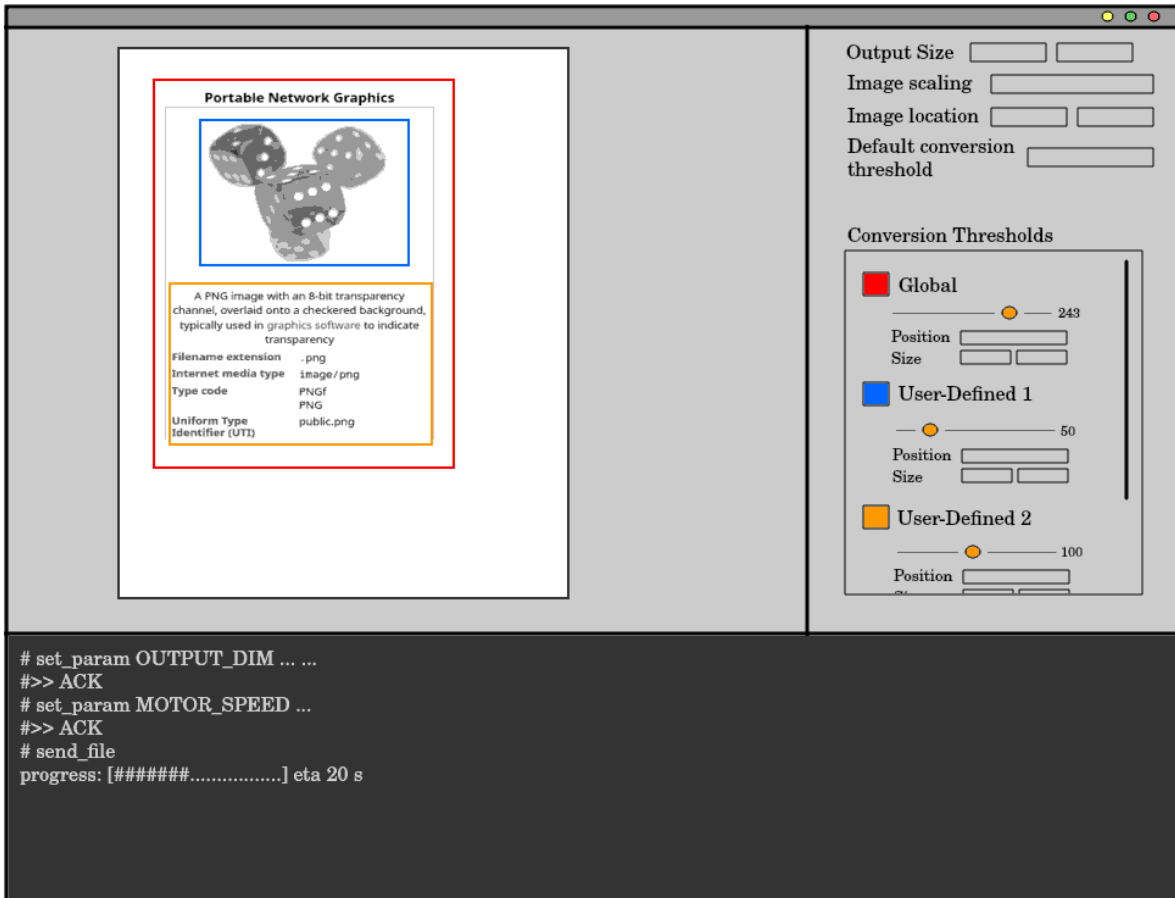 Portable Network Graphics
A PNG image with an 8-bit transparency
channel, overlaid onto a checkered background,
typically used in graphics software to indicate
transparency
Filename extension .png
Internet media type image/png
Type code PNGf
PNG
Uniform Type public.png
Identifier (UTI)
Output Size
Image scaling
Image location
Default conversion
threshold
Conversion Thresholds
Global
243
Position
Size
User-Defined 1
50
Position
Size
User-Defined 2
100
Position
# set_param OUTPUT_DIM ... ...
#>> ACK
# set_param MOTOR_SPEED ...
#>> ACK
# send_file
progress: [#######.................] eta 20 s